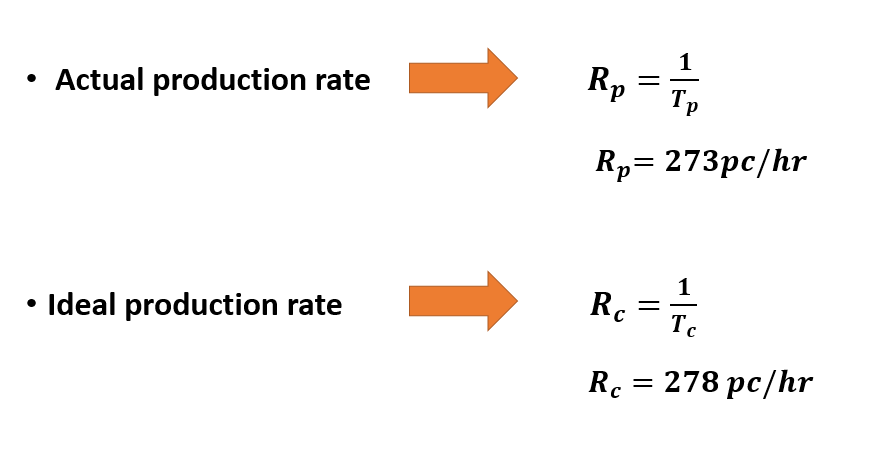 • Actual production rate
R_p = 1/T_p
R_p= 273pc/hr
• Ideal production rate
R_c = 1/T_c
R_c = 278 pc/hr